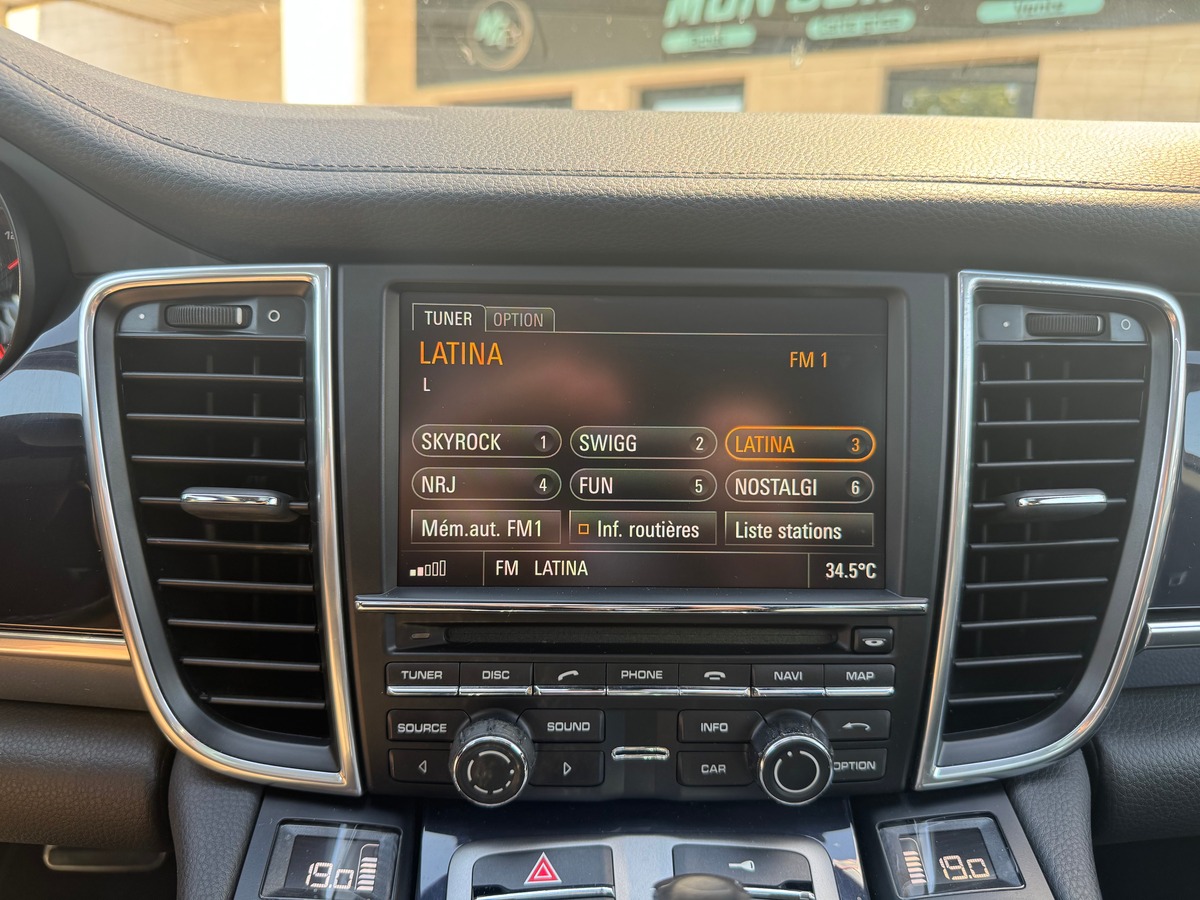 TUNER OPTION
LATINA FM 1
L
SKYROCK 1 SWIGG 2 LATINA 3
NRJ 4 FUN 5 NOSTALGI 6
Mém.aut. FM1 Inf. routières Liste stations
FM LATINA 34.5°C
TUNER DISC PHONE NAVI MAP
SOURCE SOUND INFO
CAR OPTION
19.0 19.0